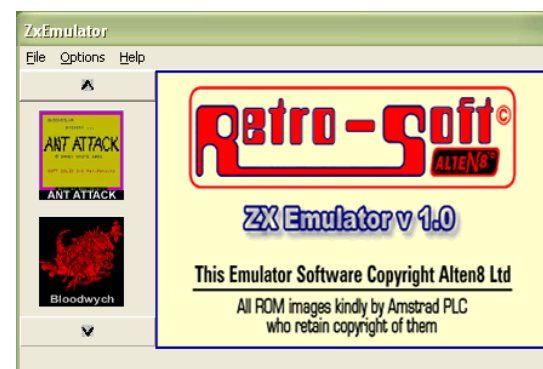 ZxEmulator
File Options Help
ANT ATTACK
ANT ATTACK
Bloodwych
Retro-Soft©
ALTEN8®
ZX Emulator v 1.0
This Emulator Software Copyright Alten8 Ltd
All ROM images kindly by Amstrad PLC
who retain copyright of them